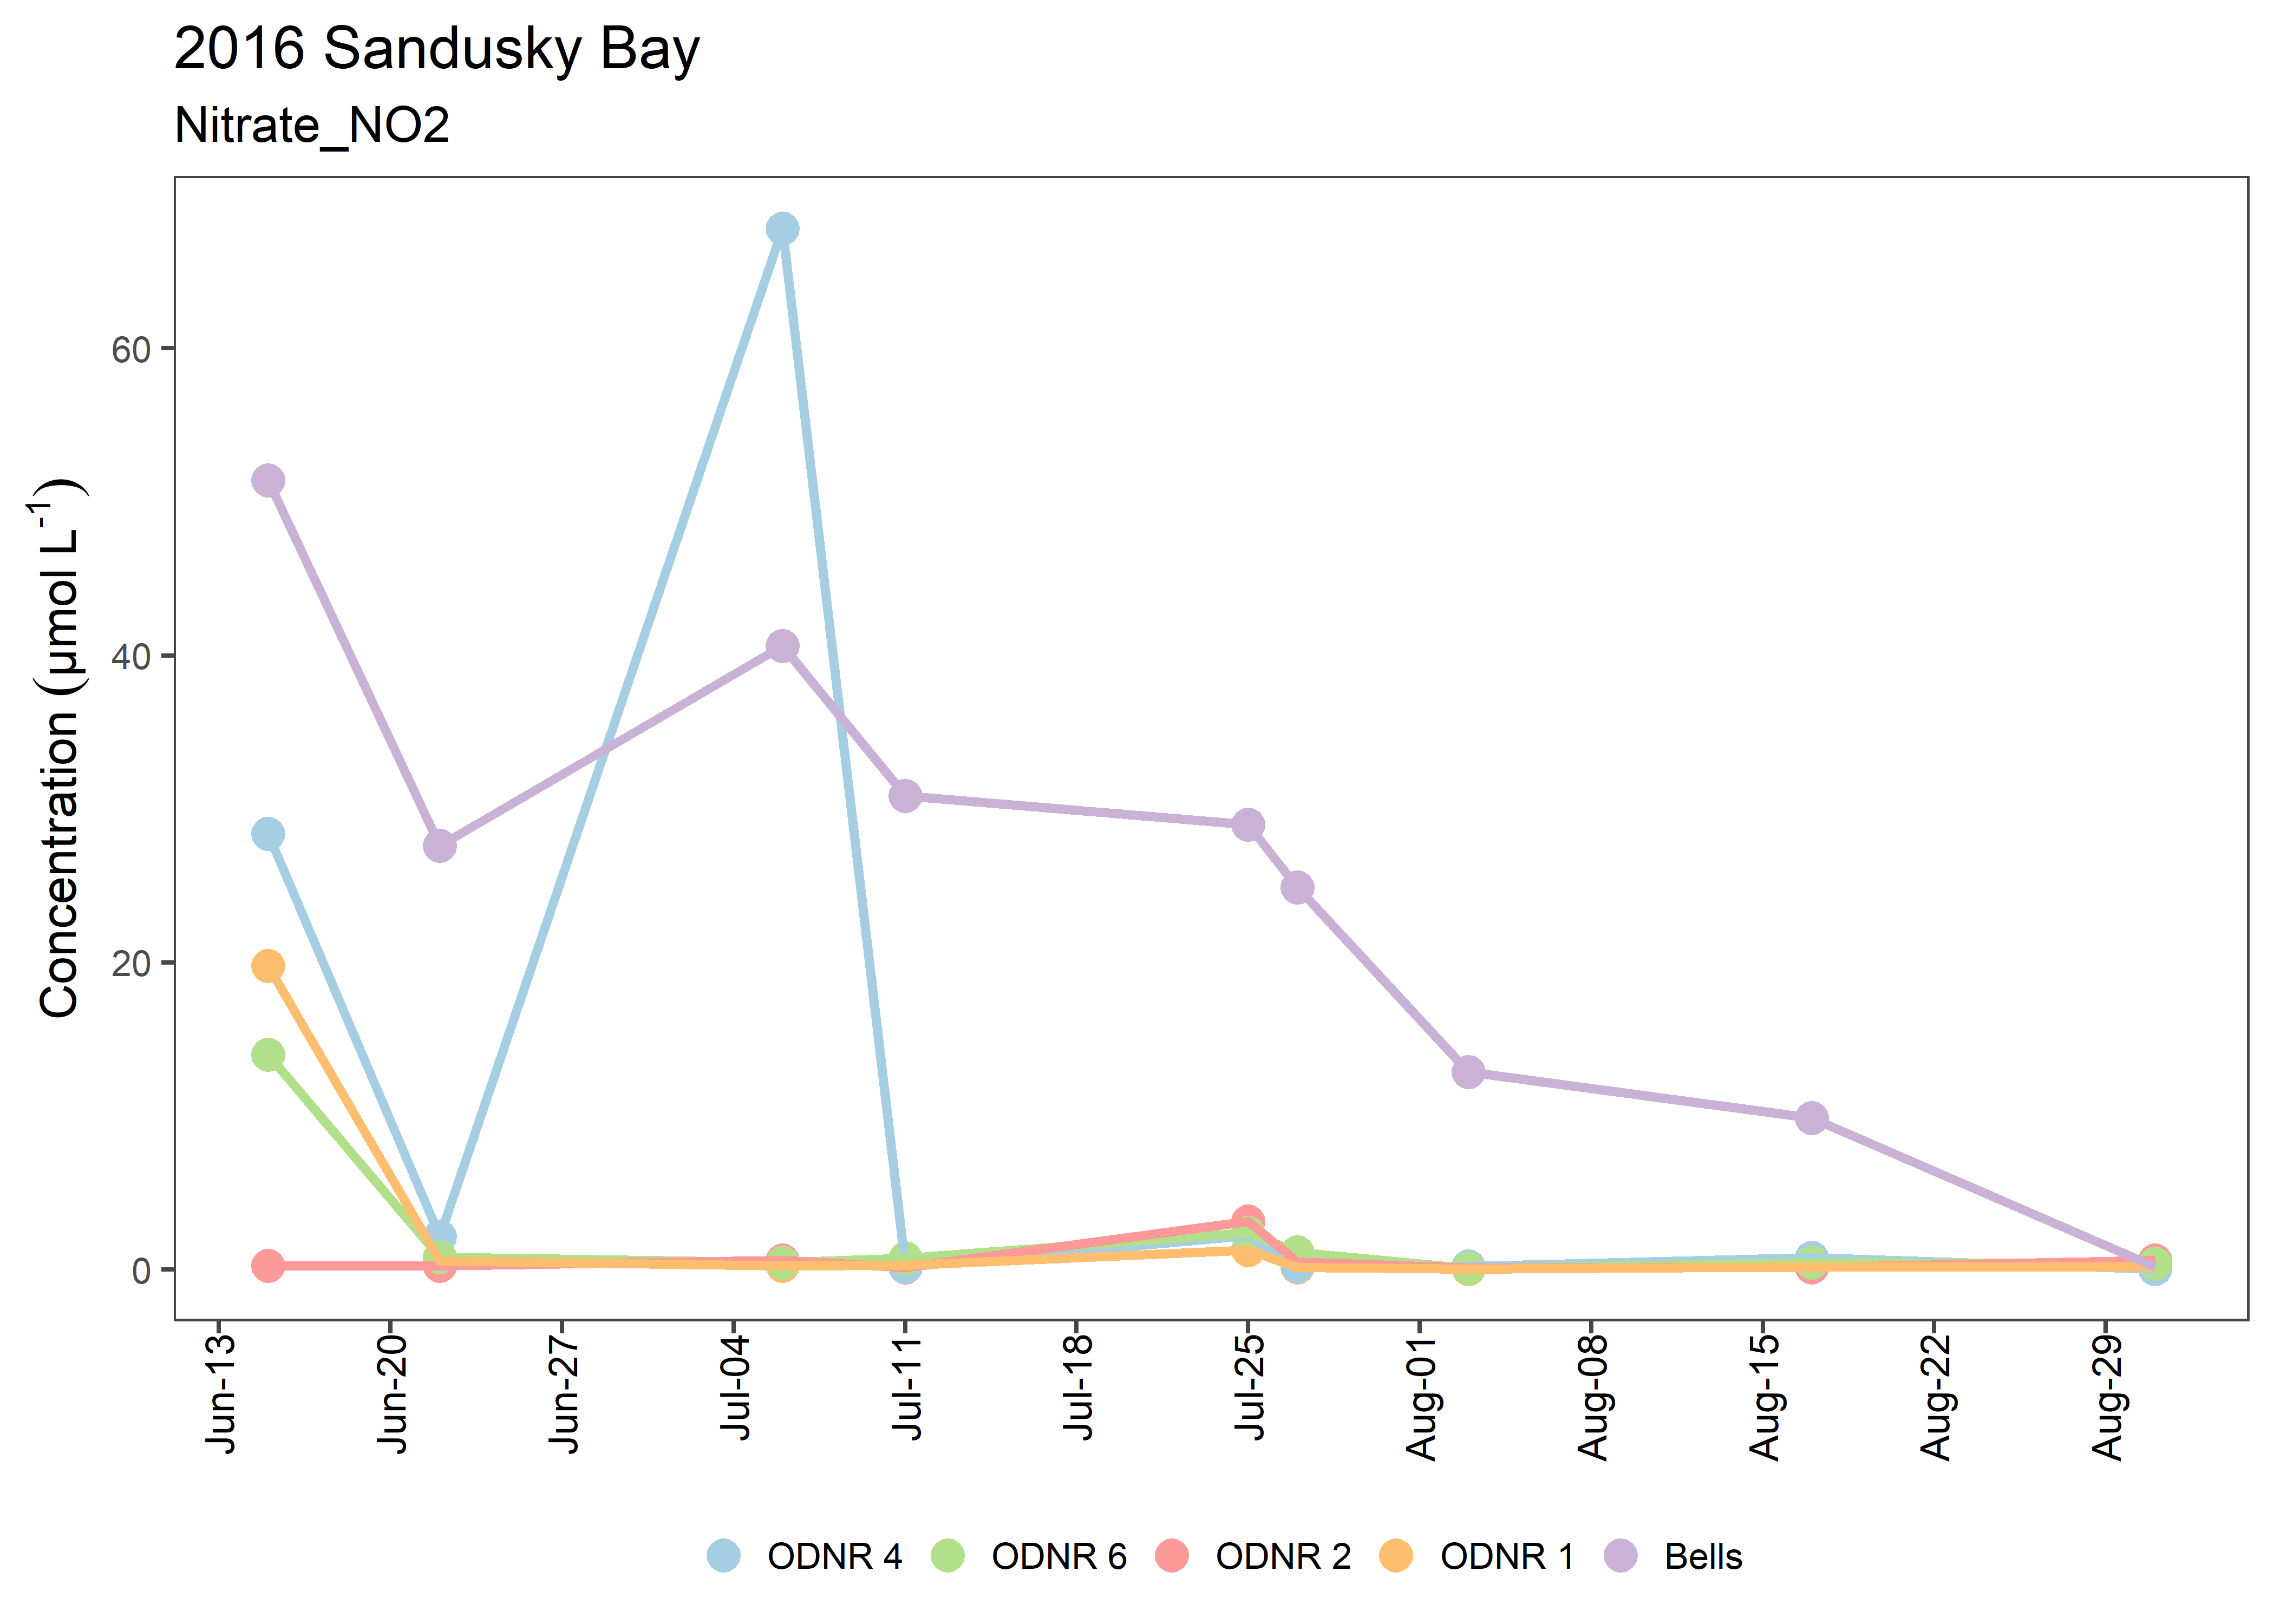 2016 Sandusky Bay
Nitrate_NO2
Concentration (µmol L⁻¹)
60
40
20
0
Jun-13
Jun-20
Jun-27
Jul-04
Jul-11
Jul-18
Jul-25
Aug-01
Aug-08
Aug-15
Aug-22
Aug-29
ODNR 4 ODNR 6 ODNR 2 ODNR 1 Bells